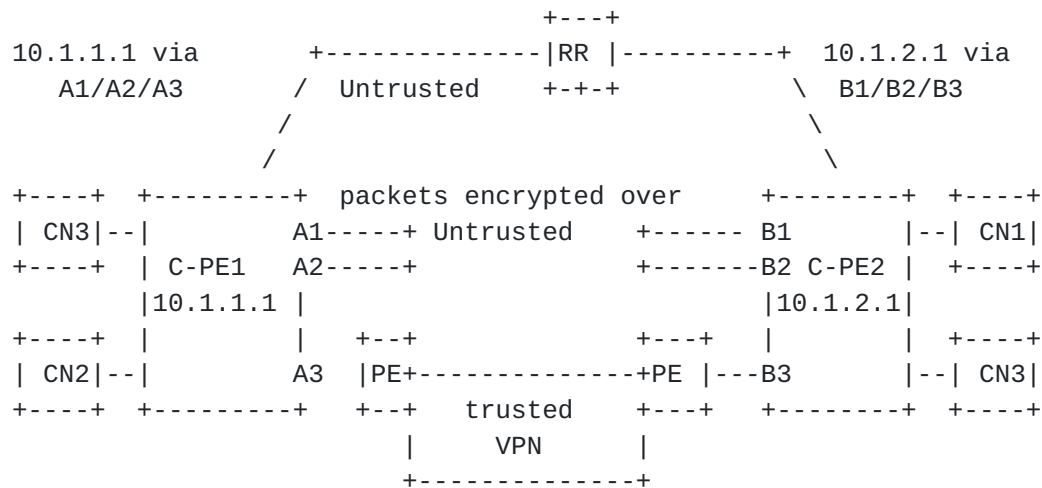 +---+
10.1.1.1 via       +--------------|RR |----------+  10.1.2.1 via
   A1/A2/A3       /  Untrusted    +-+-+           \  B1/B2/B3
                 /                                 \
                /                                   \
+----+  +---------+  packets encrypted over     +--------+  +----+
| CN3|--|         A1-----+ Untrusted    +------ B1       |--| CN1|
+----+  | C-PE1   A2-----+              +-------B2 C-PE2 |  +----+
        |10.1.1.1 |                             |10.1.2.1|
+----+  |         |   +--+              +---+   |        |  +----+
| CN2|--|         A3  |PE+--------------+PE |---B3       |--| CN3|
+----+  +---------+   +--+   trusted    +---+   +--------+  +----+
                         |     VPN      |
                         +--------------+